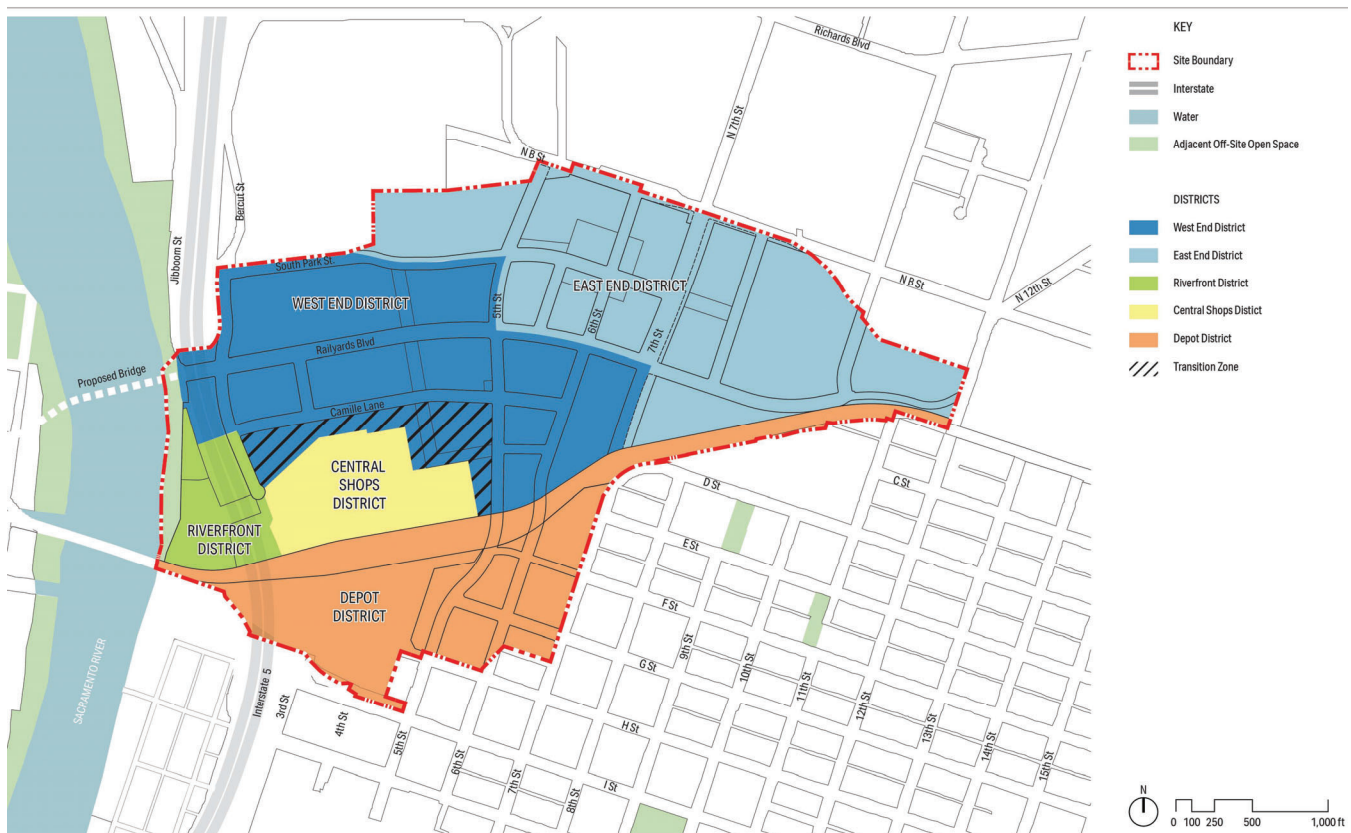 Richards Blvd
N 7th St
N B St
Bercut St
Jibboom St
South Park St.
WEST END DISTRICT
5th St
EAST END DISTRICT
6th St
7th St
N B St
N 12th St
Railyards Blvd
Proposed Bridge
Camille Lane
CENTRAL
SHOPS
DISTRICT
RIVERFRONT
DISTRICT
DEPOT
DISTRICT
D St
C St
E St
F St
G St
H St
I St
9th St
10th St
11th St
12th St
13th St
14th St
15th St
SACPAMENTO RIVER
Interstate 5
3rd St
4th St
5th St
6th St
7th St
8th St
KEY
Site Boundary
Interstate
Water
Adjacent Off-Site Open Space
DISTRICTS
West End District
East End District
Riverfront District
Central Shops Distict
Depot District
Transition Zone
N
0 100 250 500 1,000 ft